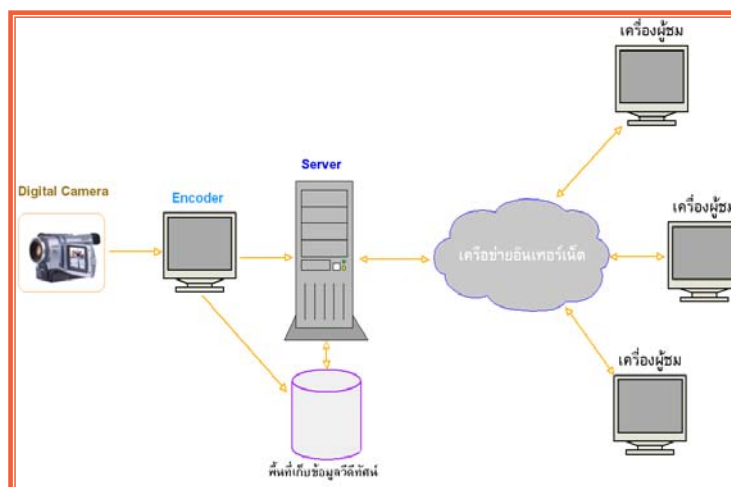 เครื่องผู้ชม
Server
Digital Camera
Encoder
เครื่องผู้ชม
เครือข่ายอินเทอร์เน็ต
เครื่องผู้ชม
พื้นที่เก็บข้อมูลวีดีทัศน์